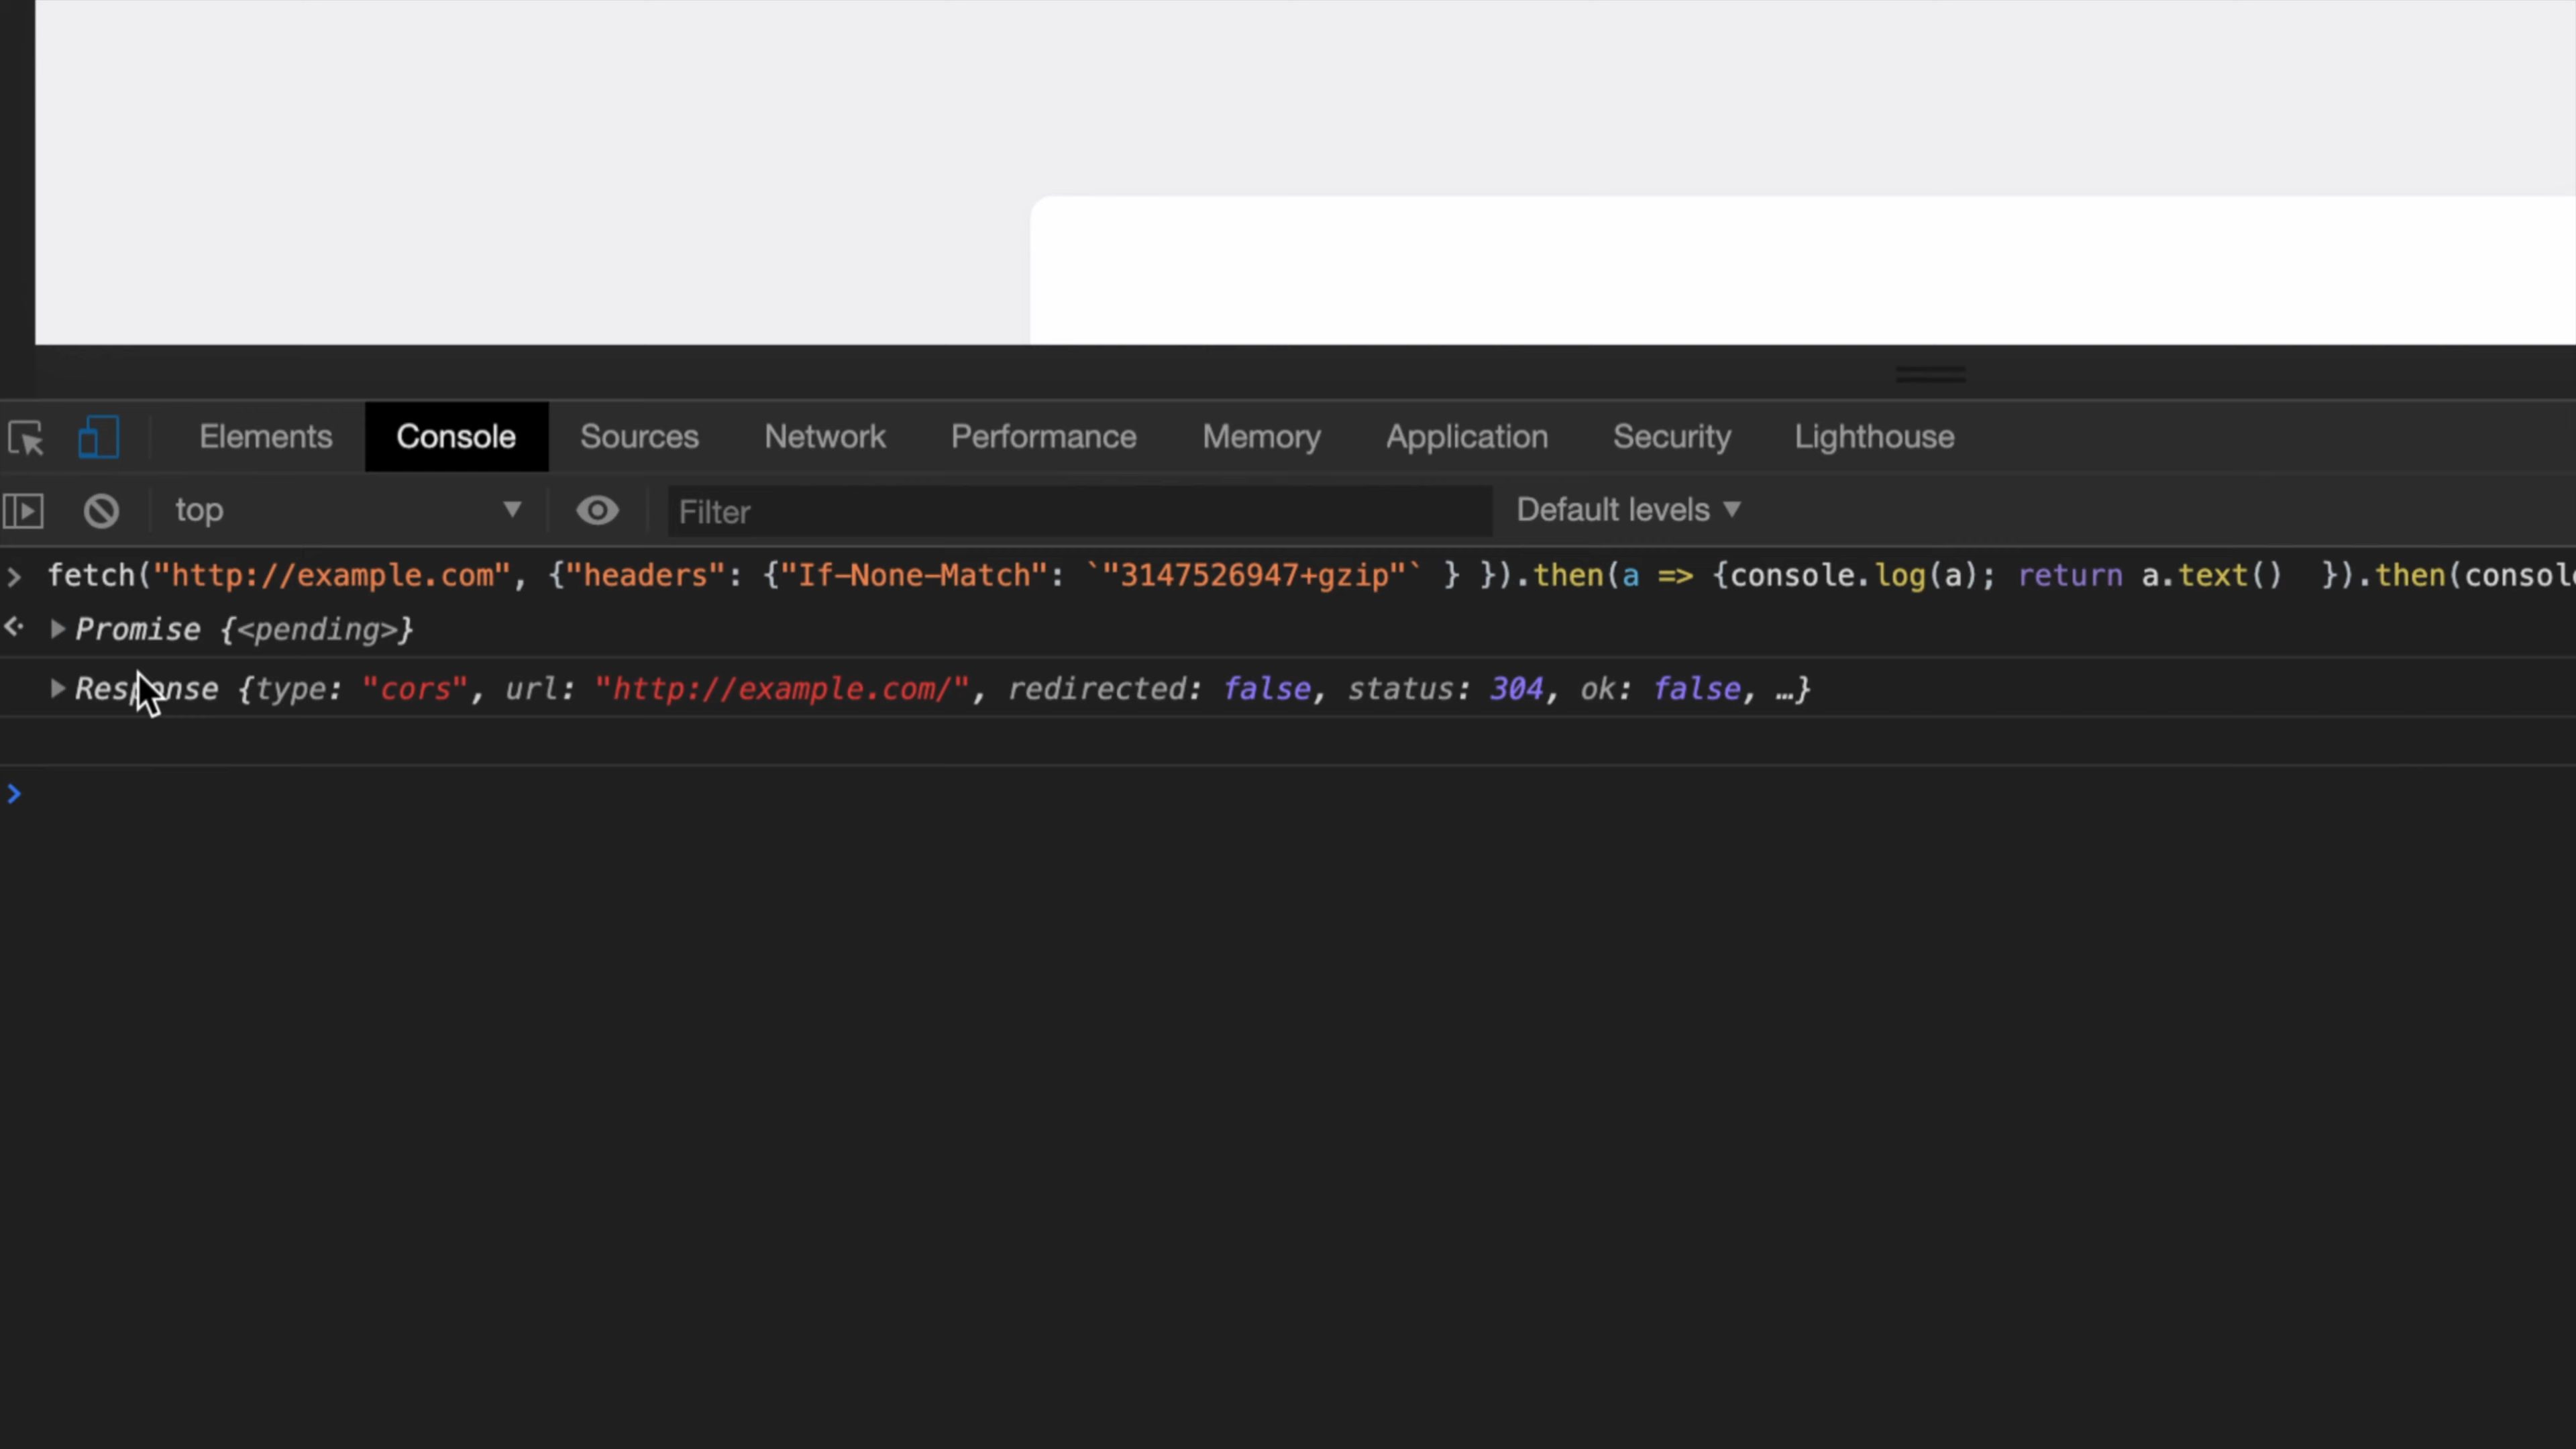 Elements Console Sources Network Performance Memory Application Security Lighthouse
top Filter Default levels
fetch("http://example.com", {"headers": {"If-None-Match": `"3147526947+gzip"` } }).then(a => {console.log(a); return a.text()  }).then(consol
Promise {<pending>}
Response {type: "cors", url: "http://example.com/", redirected: false, status: 304, ok: false, …}